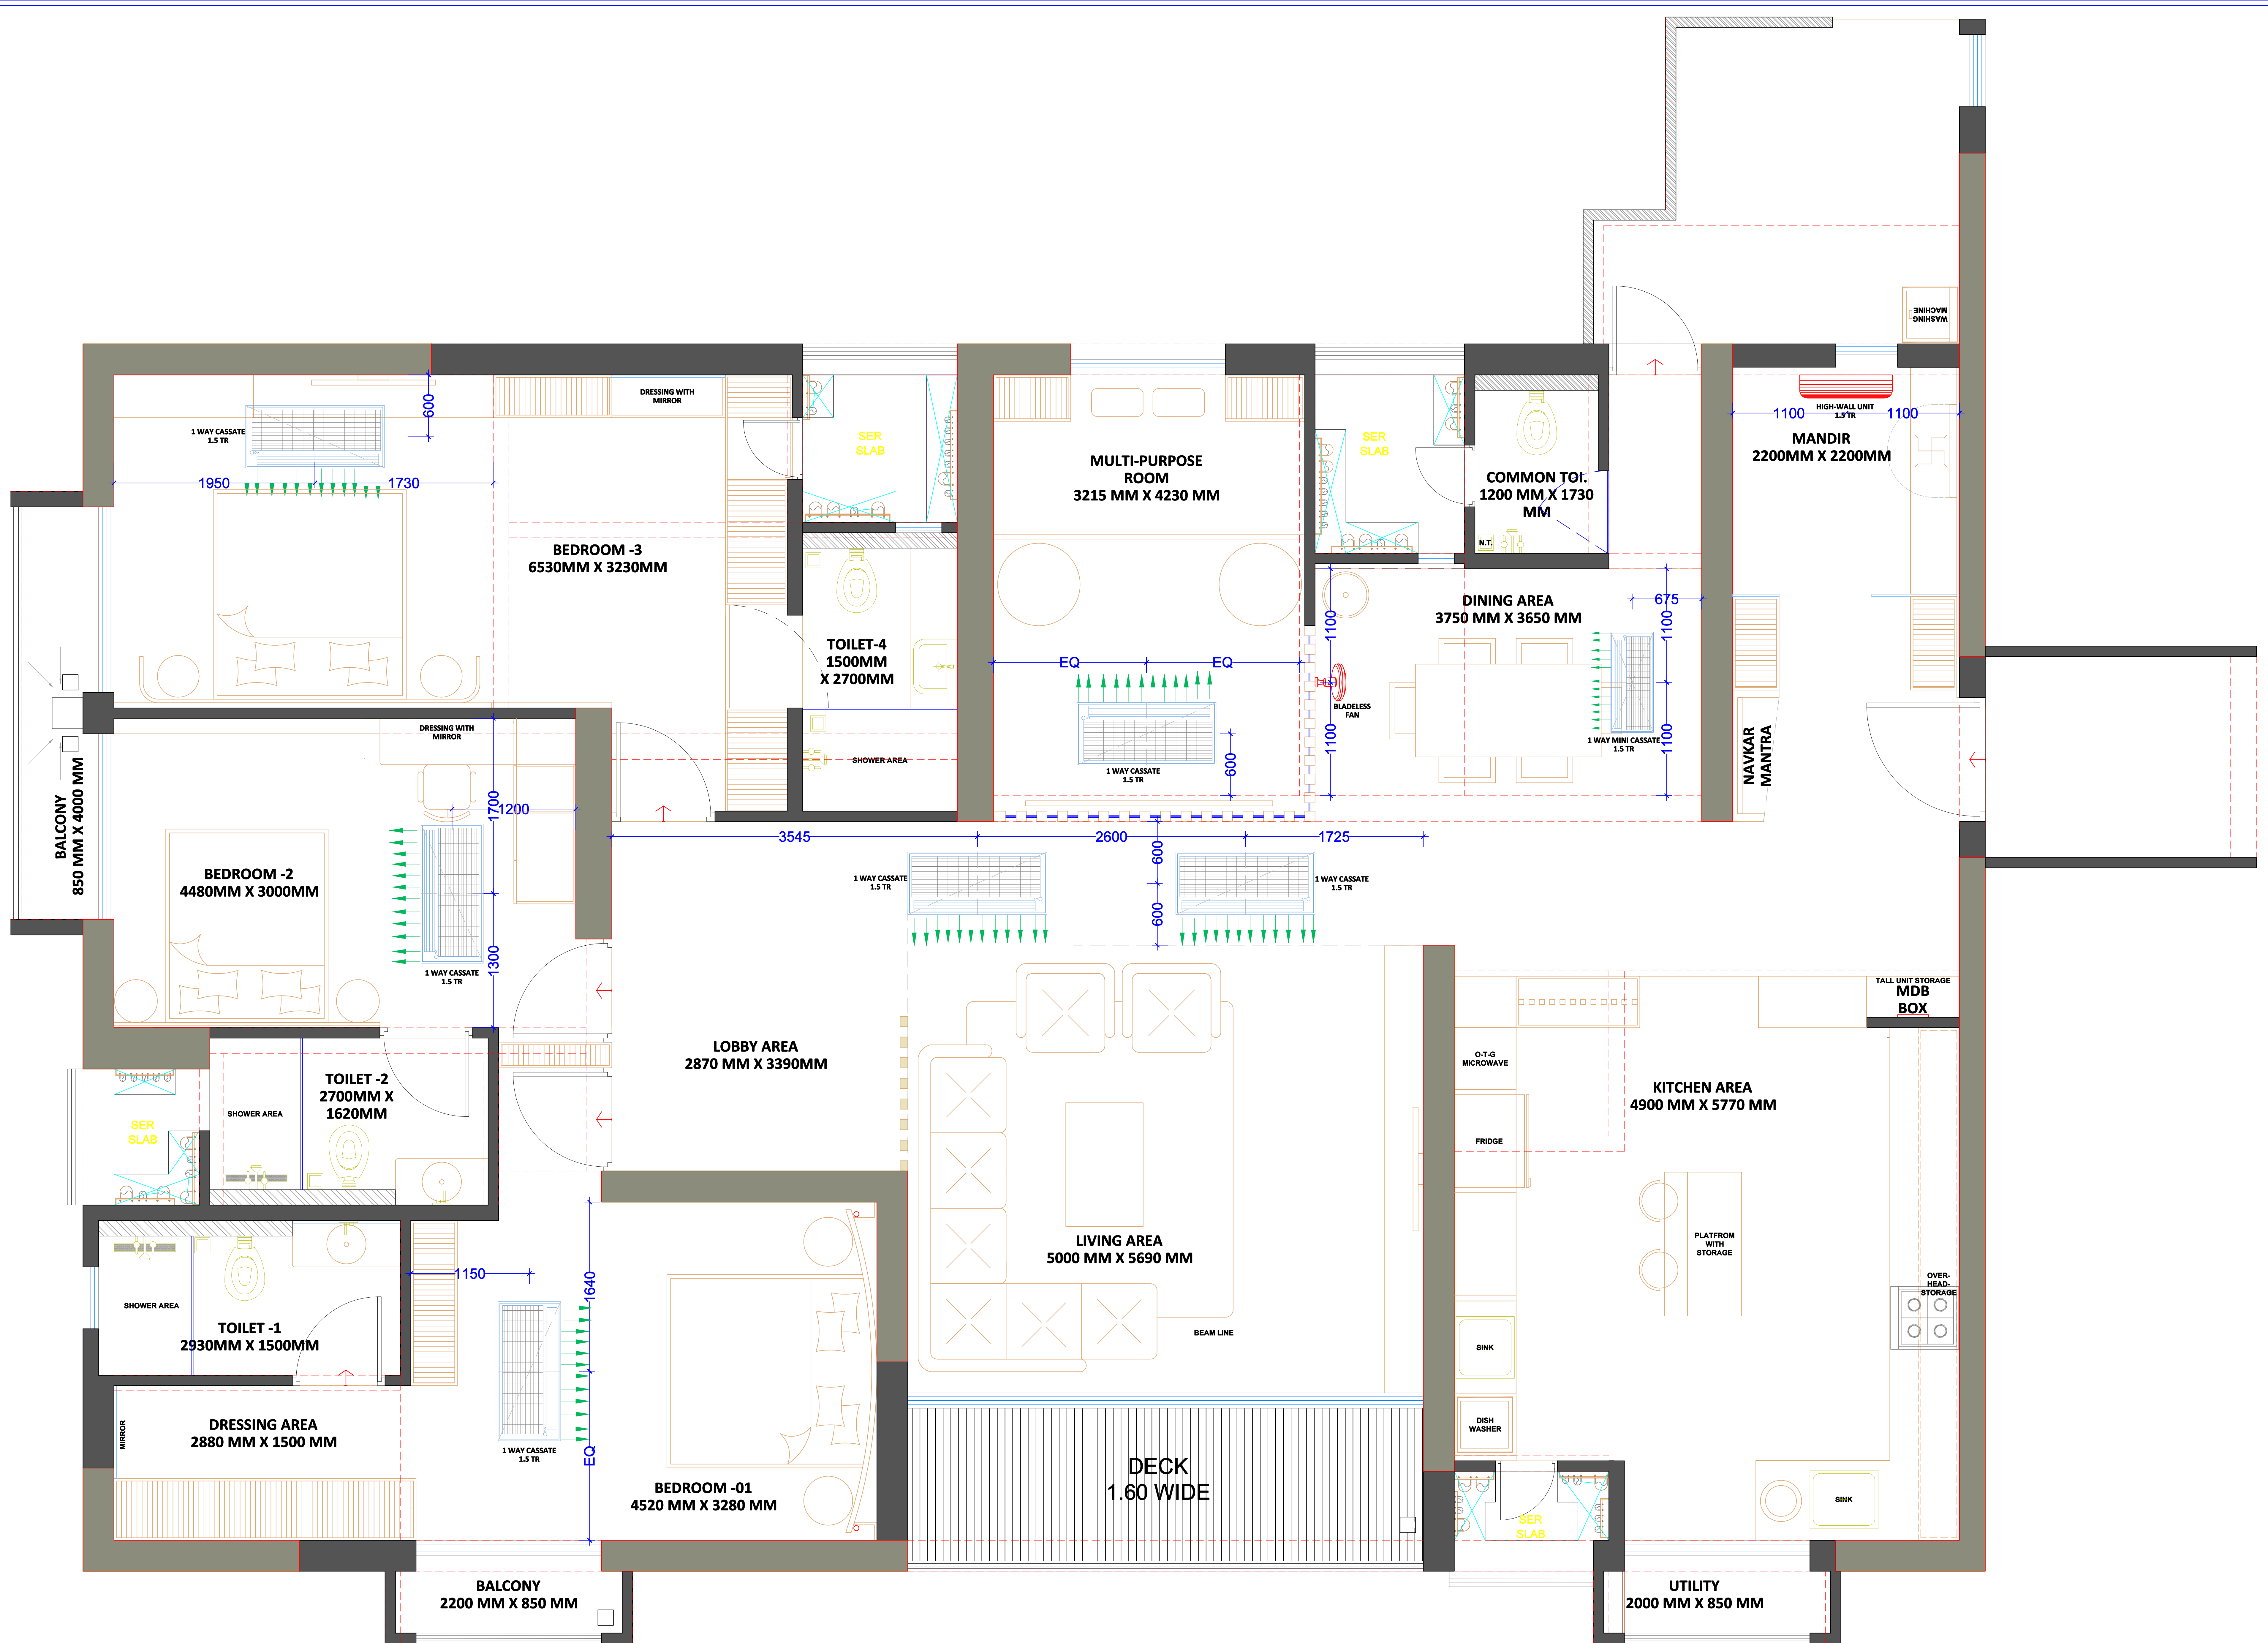 WASHING
MACHINE
DRESSING WITH
MIRROR
600
1 WAY CASSATE
1.5 TR
1950
1730
SER
SLAB
BEDROOM -3
6530MM X 3230MM
TOILET-4
1500MM
X 2700MM
SHOWER AREA
MULTI-PURPOSE
ROOM
3215 MM X 4230 MM
EQ
EQ
1 WAY CASSATE
1.5 TR
600
SER
SLAB
COMMON TOI.
1200 MM X 1730
MM
N.T.
HIGH-WALL UNIT
1.5 TR
1100
1100
MANDIR
2200MM X 2200MM
DINING AREA
3750 MM X 3650 MM
675
1100
1100
1100
1100
BLADELESS
FAN
1 WAY MINI CASSATE
1.5 TR
NAVKAR
MANTRA
BALCONY
850 MM X 4000 MM
DRESSING WITH
MIRROR
1700
1200
BEDROOM -2
4480MM X 3000MM
1 WAY CASSATE
1.5 TR
1300
3545
2600
1725
600
600
1 WAY CASSATE
1.5 TR
1 WAY CASSATE
1.5 TR
LOBBY AREA
2870 MM X 3390MM
TALL UNIT STORAGE
MDB
BOX
O-T-G
MICROWAVE
KITCHEN AREA
4900 MM X 5770 MM
FRIDGE
PLATFROM
WITH
STORAGE
OVER-
HEAD-
STORAGE
SER
SLAB
SHOWER AREA
TOILET -2
2700MM X
1620MM
SHOWER AREA
TOILET -1
2930MM X 1500MM
1150
1640
LIVING AREA
5000 MM X 5690 MM
BEAM LINE
SINK
DISH
WASHER
MIRROR
DRESSING AREA
2880 MM X 1500 MM
1 WAY CASSATE
1.5 TR
EQ
BEDROOM -01
4520 MM X 3280 MM
DECK
1.60 WIDE
SINK
SER
SLAB
BALCONY
2200 MM X 850 MM
UTILITY
2000 MM X 850 MM